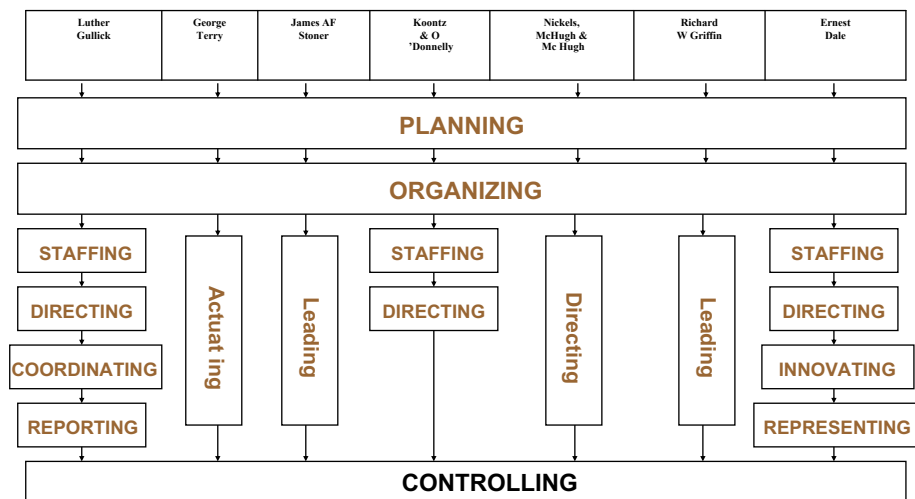 Luther
Gullick
George
Terry
James AF
Stoner
Koontz
& O
’Donnelly
Nickels,
McHugh &
Mc Hugh
Richard
W Griffin
Ernest
Dale
PLANNING
ORGANIZING
STAFFING
DIRECTING
COORDINATING
REPORTING
Actuat ing
Leading
STAFFING
DIRECTING
Directing
Leading
STAFFING
DIRECTING
INNOVATING
REPRESENTING
CONTROLLING